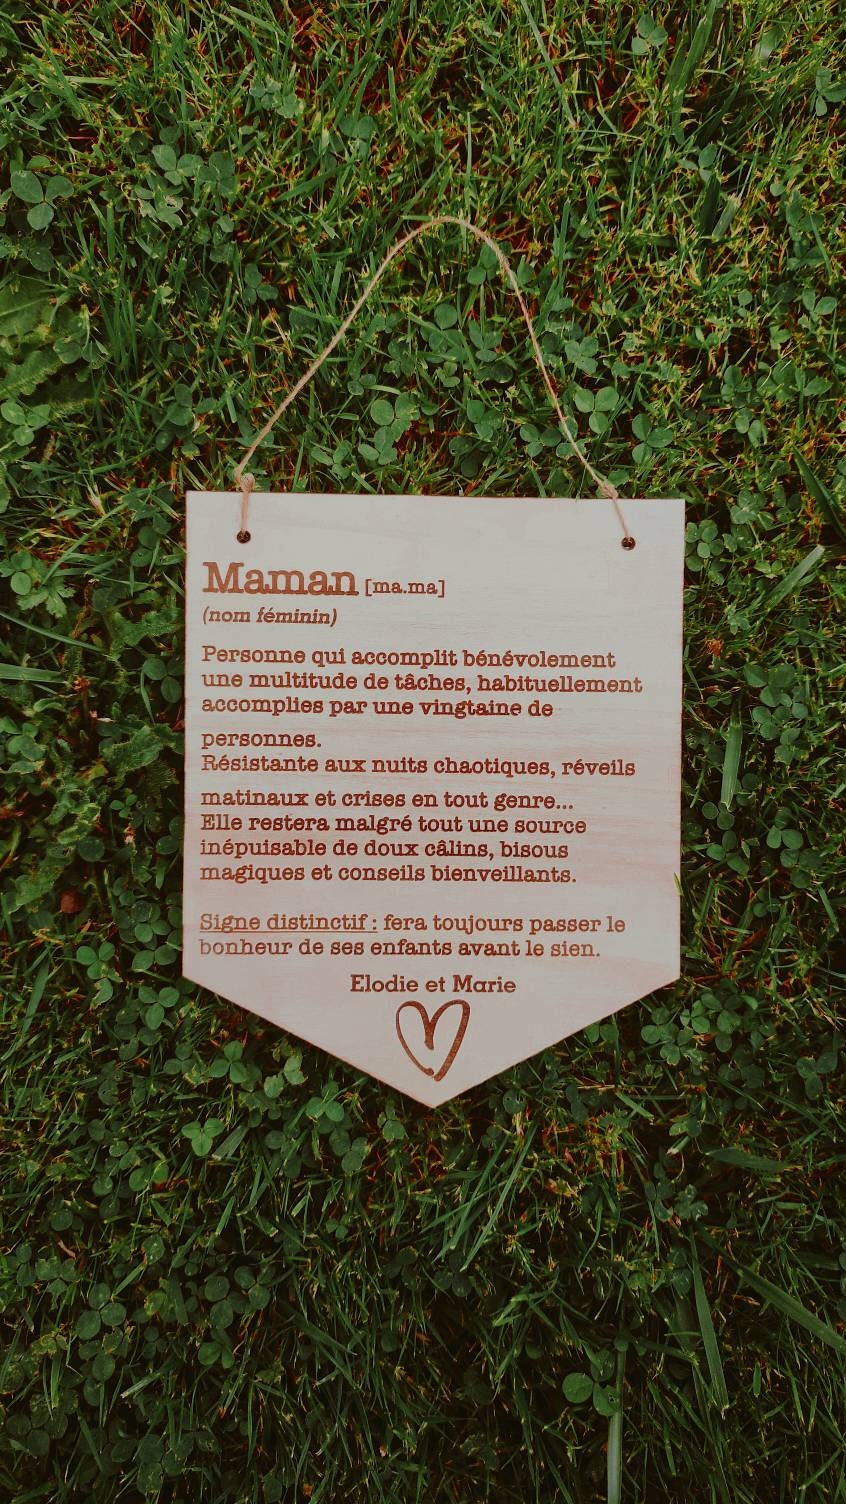 Maman [ma.ma]
(nom féminin)
Personne qui accomplit bénévolement
une multitude de tâches, habituellement
accomplies par une vingtaine de
personnes.
Résistante aux nuits chaotiques, réveils
matinaux et crises en tout genre...
Elle restera malgré tout une source
inépuisable de doux câlins, bisous
magiques et conseils bienveillants.
Signe distinctif : fera toujours passer le
bonheur de ses enfants avant le sien.
Elodie et Marie